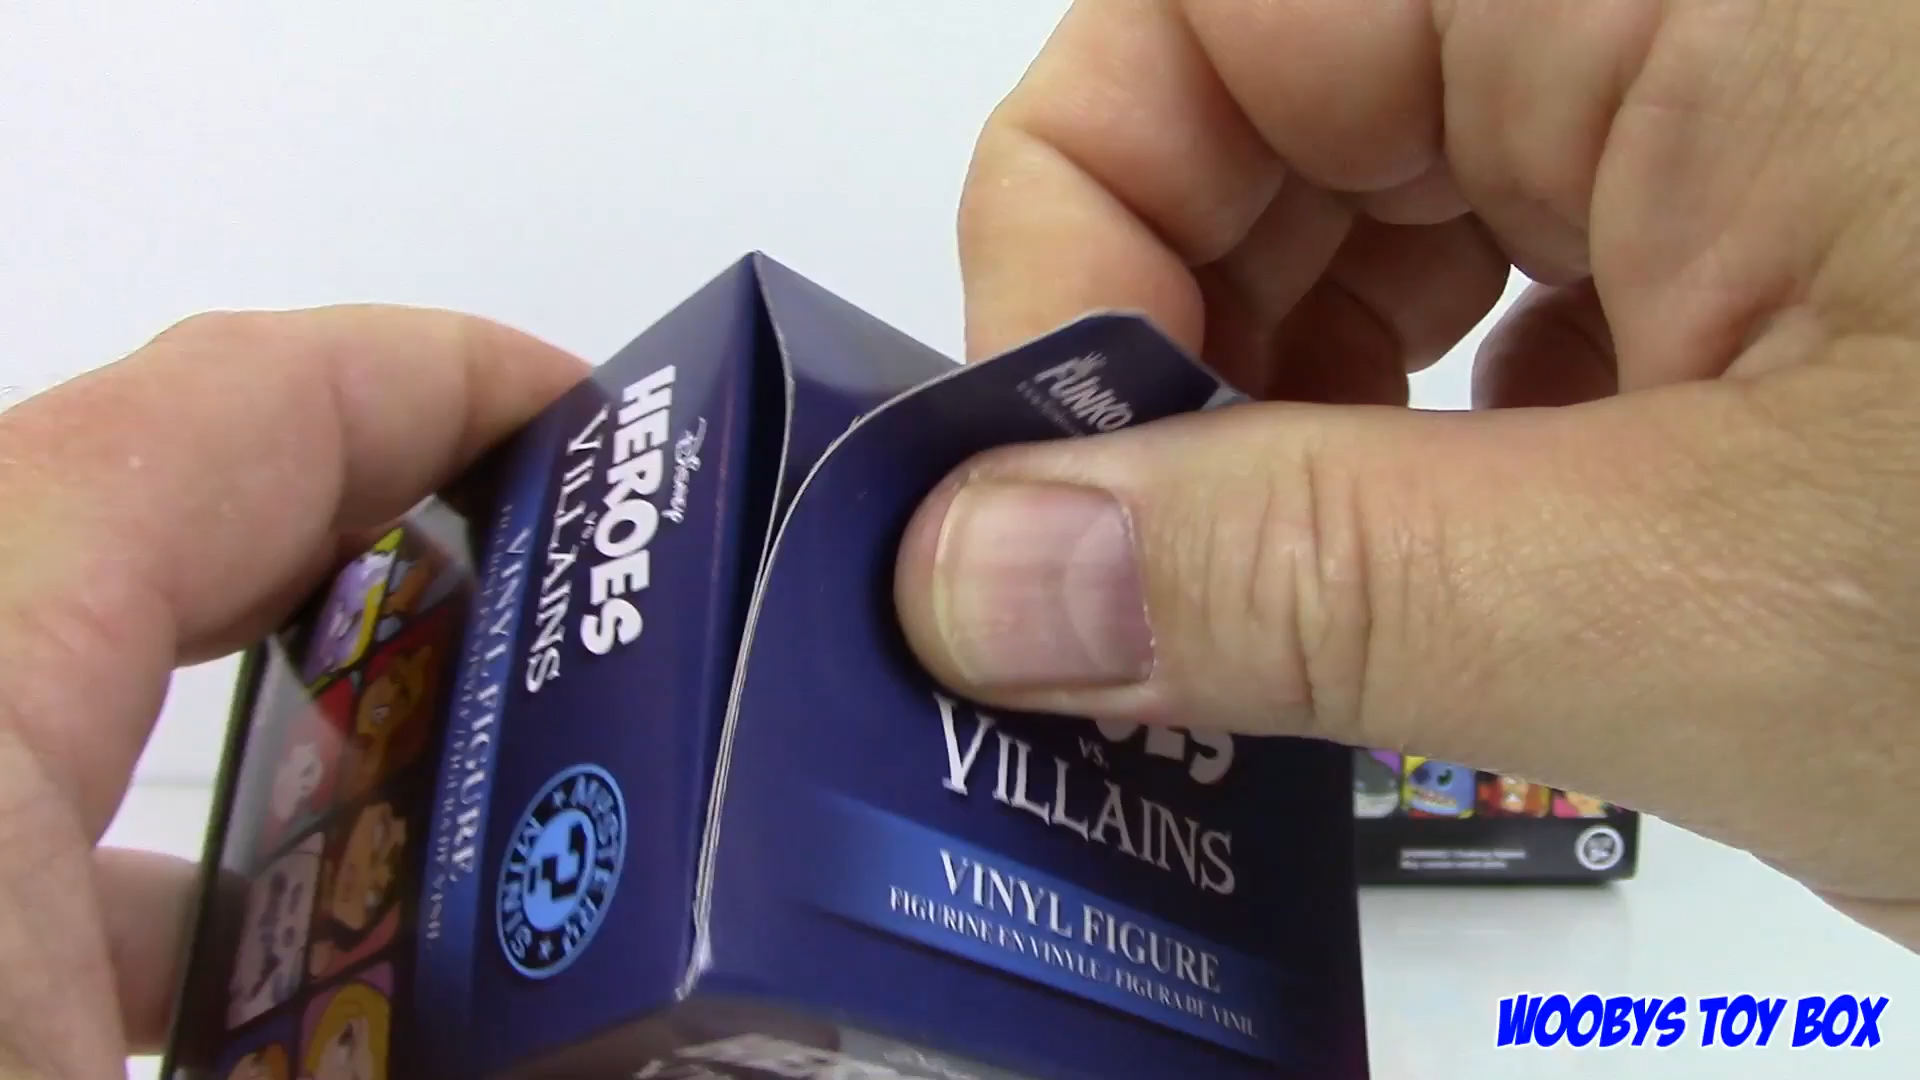 Disney
HEROES
VS.
VILLAINS
VINYL FIGURE
MYSTERY
MINIS
FUNKO
VS.
VILLAINS
VINYL FIGURE
FIGURINE EN VINYLE / FIGURA DE VINIL
WOOBYS TOY BOX